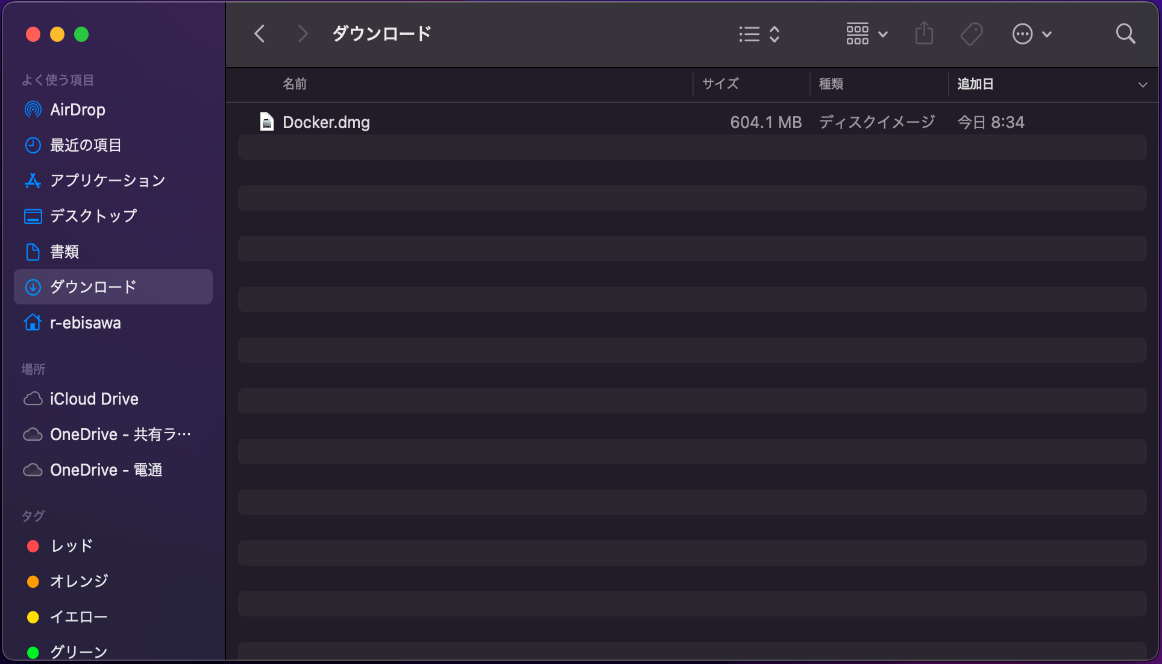 ダウンロード
よく使う項目
AirDrop
最近の項目
アプリケーション
デスクトップ
書類
ダウンロード
r-ebisawa
場所
iCloud Drive
OneDrive - 共有ラ…
OneDrive - 電通
タグ
レッド
オレンジ
イエロー
グリーン
名前 サイズ 種類 追加日
Docker.dmg 604.1 MB ディスクイメージ 今日 8:34